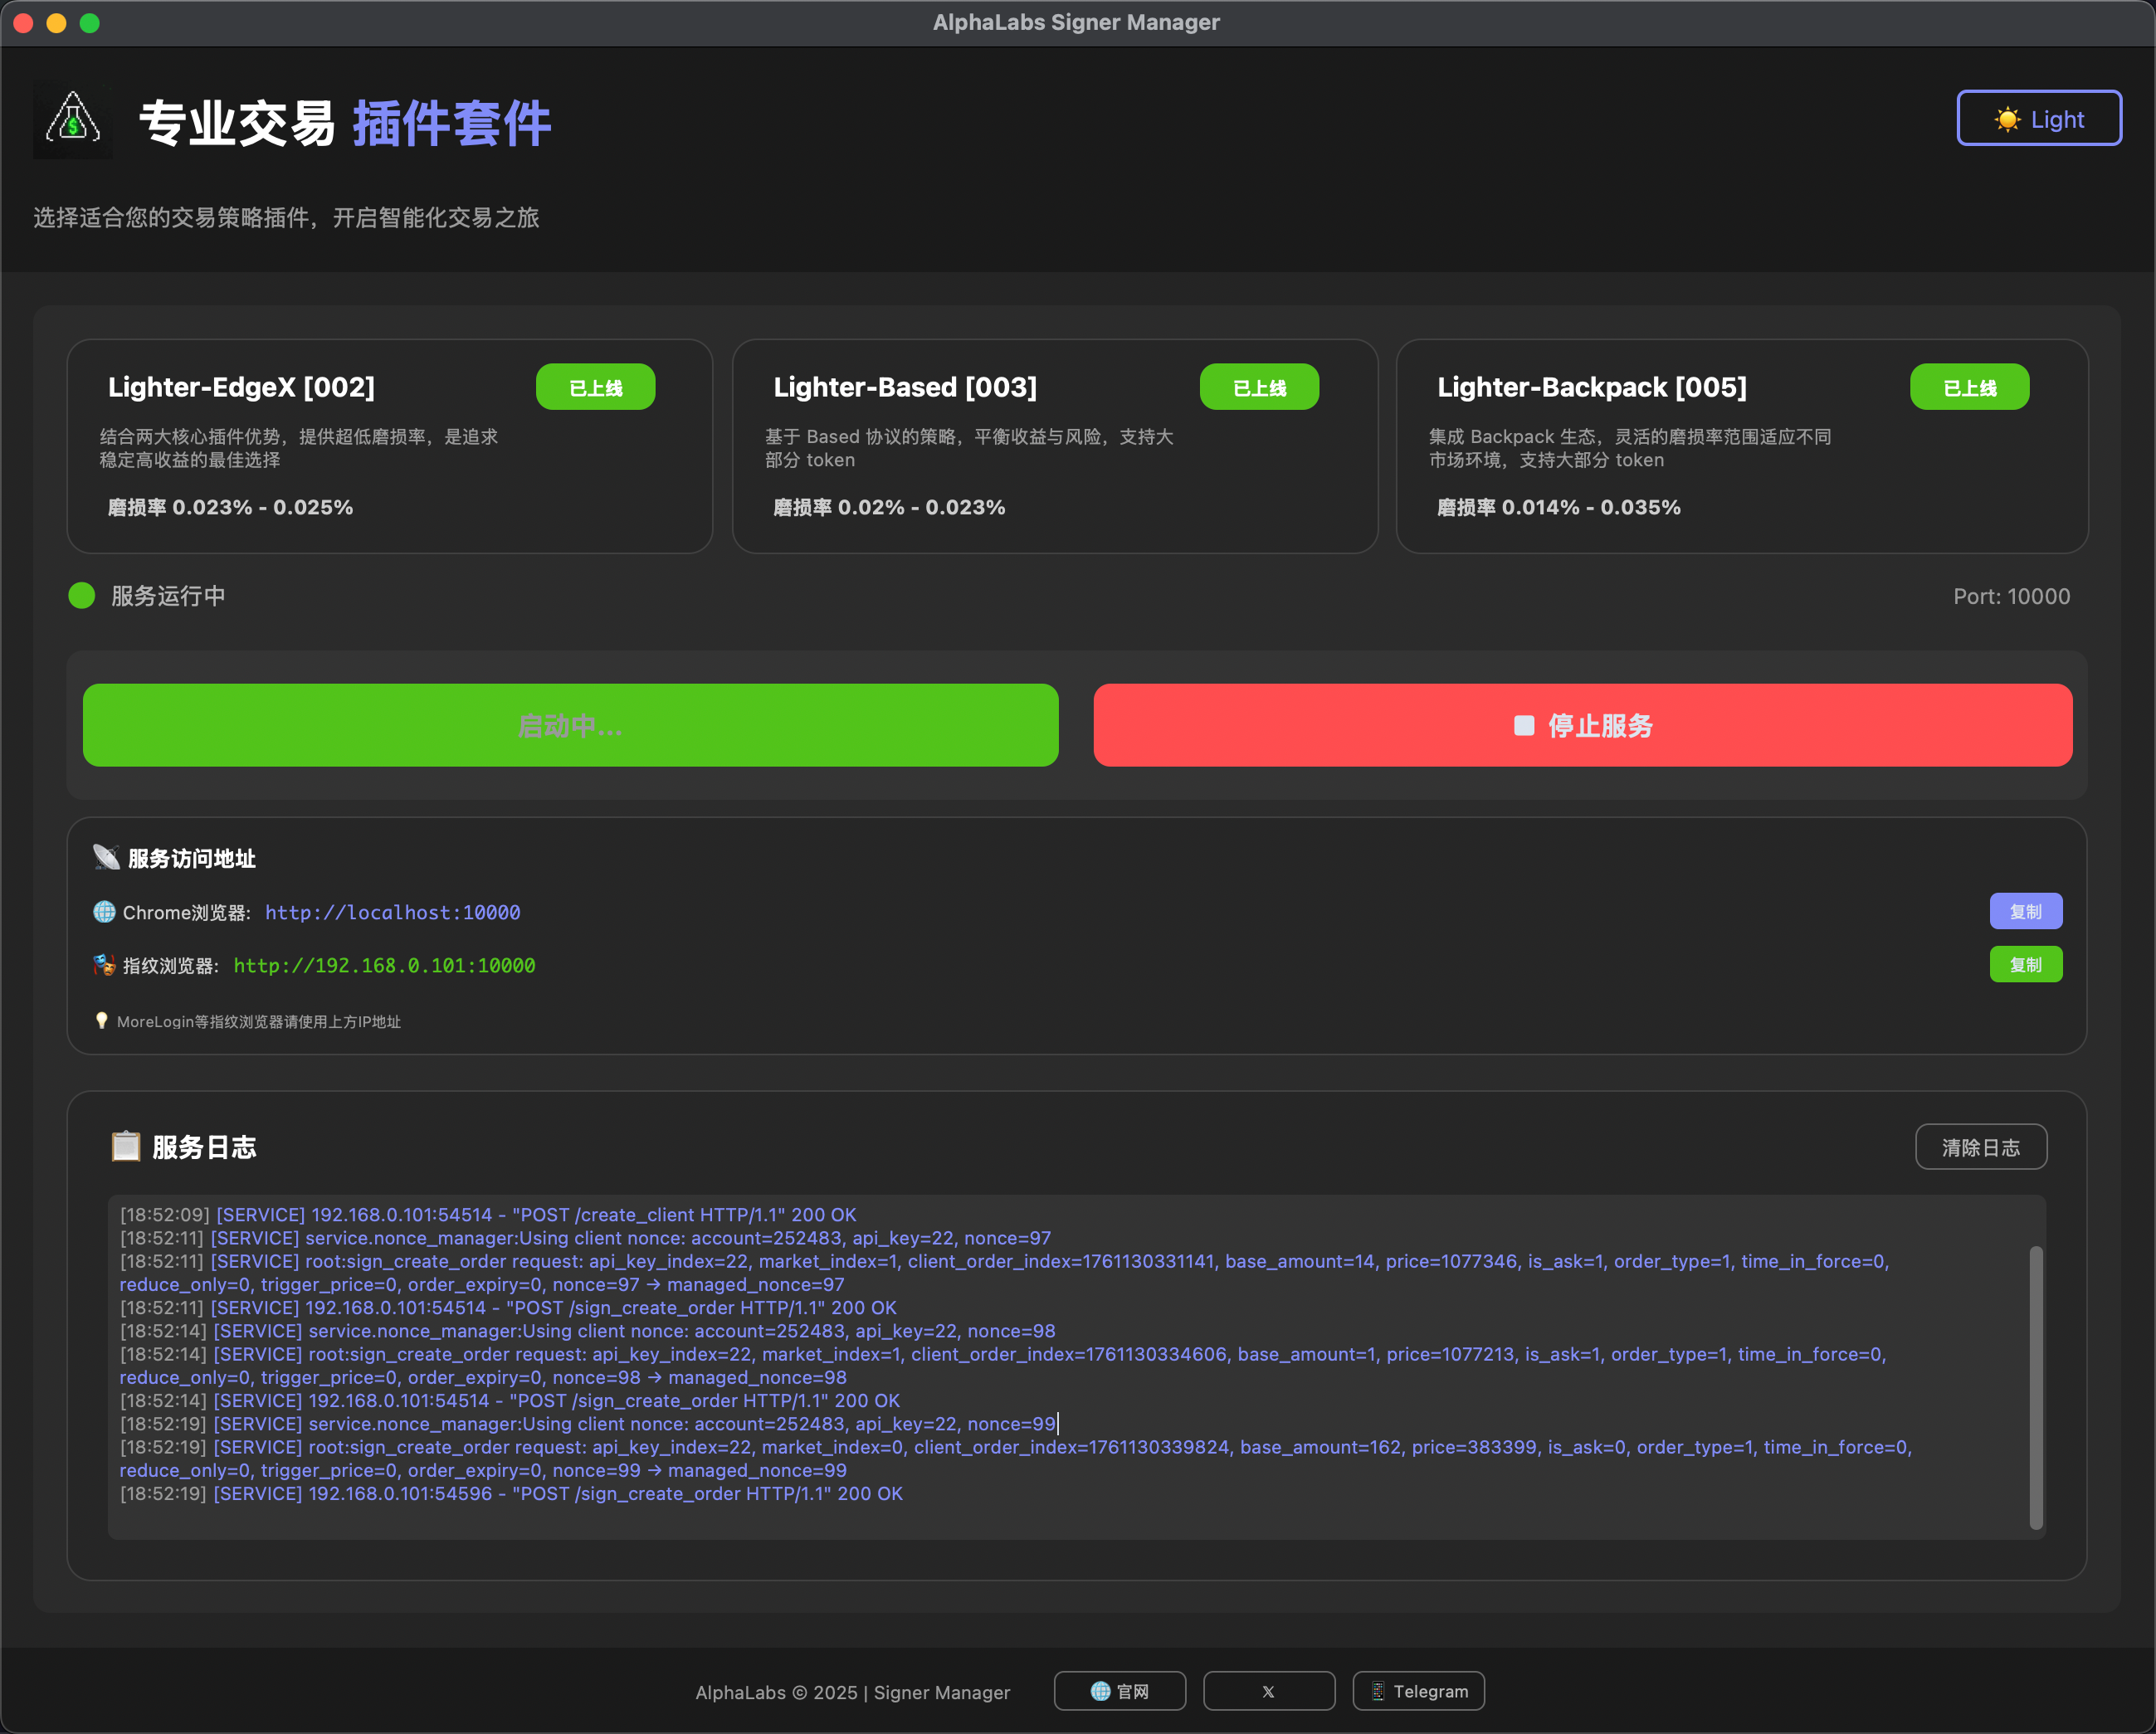 AlphaLabs Signer Manager
专业交易 插件套件
Light
选择适合您的交易策略插件，开启智能化交易之旅
Lighter-EdgeX [002]
已上线
结合两大核心插件优势，提供超低磨损率，是追求
稳定高收益的最佳选择
磨损率 0.023% - 0.025%
Lighter-Based [003]
已上线
基于 Based 协议的策略，平衡收益与风险，支持大
部分 token
磨损率 0.02% - 0.023%
Lighter-Backpack [005]
已上线
集成 Backpack 生态，灵活的磨损率范围适应不同
市场环境，支持大部分 token
磨损率 0.014% - 0.035%
服务运行中
Port: 10000
启动中...
停止服务
服务访问地址
Chrome浏览器: http://localhost:10000
复制
指纹浏览器: http://192.168.0.101:10000
复制
MoreLogin等指纹浏览器请使用上方IP地址
服务日志
清除日志
[18:52:09] [SERVICE] 192.168.0.101:54514 - "POST /create_client HTTP/1.1" 200 OK
[18:52:11] [SERVICE] service.nonce_manager:Using client nonce: account=252483, api_key=22, nonce=97
[18:52:11] [SERVICE] root:sign_create_order request: api_key_index=22, market_index=1, client_order_index=1761130331141, base_amount=14, price=1077346, is_ask=1, order_type=1, time_in_force=0,
reduce_only=0, trigger_price=0, order_expiry=0, nonce=97 → managed_nonce=97
[18:52:11] [SERVICE] 192.168.0.101:54514 - "POST /sign_create_order HTTP/1.1" 200 OK
[18:52:14] [SERVICE] service.nonce_manager:Using client nonce: account=252483, api_key=22, nonce=98
[18:52:14] [SERVICE] root:sign_create_order request: api_key_index=22, market_index=1, client_order_index=1761130334606, base_amount=1, price=1077213, is_ask=1, order_type=1, time_in_force=0,
reduce_only=0, trigger_price=0, order_expiry=0, nonce=98 → managed_nonce=98
[18:52:14] [SERVICE] 192.168.0.101:54514 - "POST /sign_create_order HTTP/1.1" 200 OK
[18:52:19] [SERVICE] service.nonce_manager:Using client nonce: account=252483, api_key=22, nonce=99
[18:52:19] [SERVICE] root:sign_create_order request: api_key_index=22, market_index=0, client_order_index=1761130339824, base_amount=162, price=383399, is_ask=0, order_type=1, time_in_force=0,
reduce_only=0, trigger_price=0, order_expiry=0, nonce=99 → managed_nonce=99
[18:52:19] [SERVICE] 192.168.0.101:54596 - "POST /sign_create_order HTTP/1.1" 200 OK
AlphaLabs © 2025 | Signer Manager
官网
𝕏
Telegram